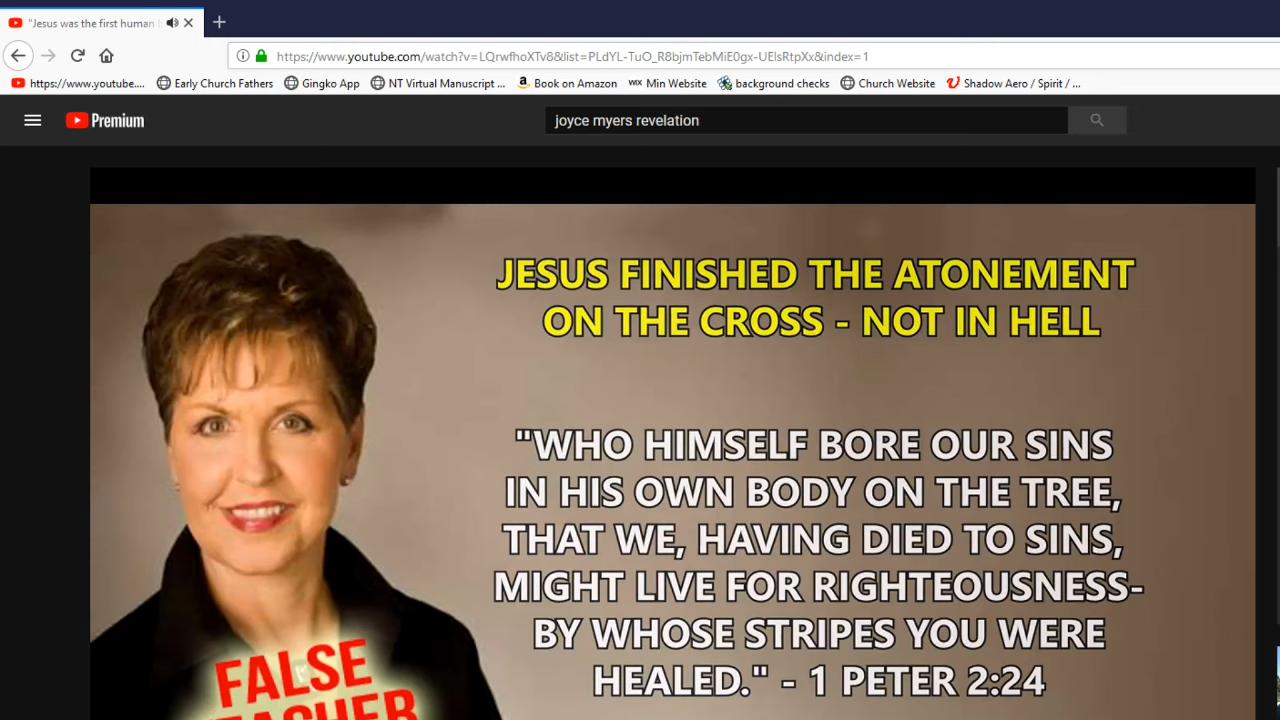 "Jesus was the first human
https://www.youtube.com/watch?v=LQrwfhoXTv8&list=PLdYL-TuO_R8bjmTebMiE0gx-UElsRtpXx&index=1
https://www.youtube.... Early Church Fathers Gingko App NT Virtual Manuscript ... Book on Amazon Min Website background checks Church Website Shadow Aero / Spirit / ...
Premium joyce myers revelation
JESUS FINISHED THE ATONEMENT
ON THE CROSS - NOT IN HELL
"WHO HIMSELF BORE OUR SINS
IN HIS OWN BODY ON THE TREE,
THAT WE, HAVING DIED TO SINS,
MIGHT LIVE FOR RIGHTEOUSNESS-
BY WHOSE STRIPES YOU WERE
HEALED." - 1 PETER 2:24
FALSE
TEACHER